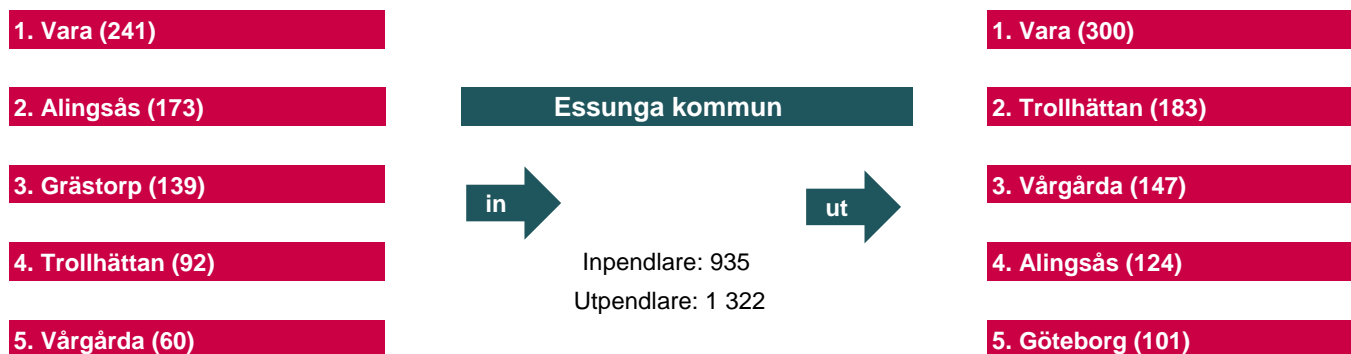 1. Vara (241)
2. Alingsås (173)
3. Grästorp (139)
4. Trollhättan (92)
5. Vårgårda (60)
Essunga kommun
in
ut
Inpendlare: 935
Utpendlare: 1 322
1. Vara (300)
2. Trollhättan (183)
3. Vårgårda (147)
4. Alingsås (124)
5. Göteborg (101)